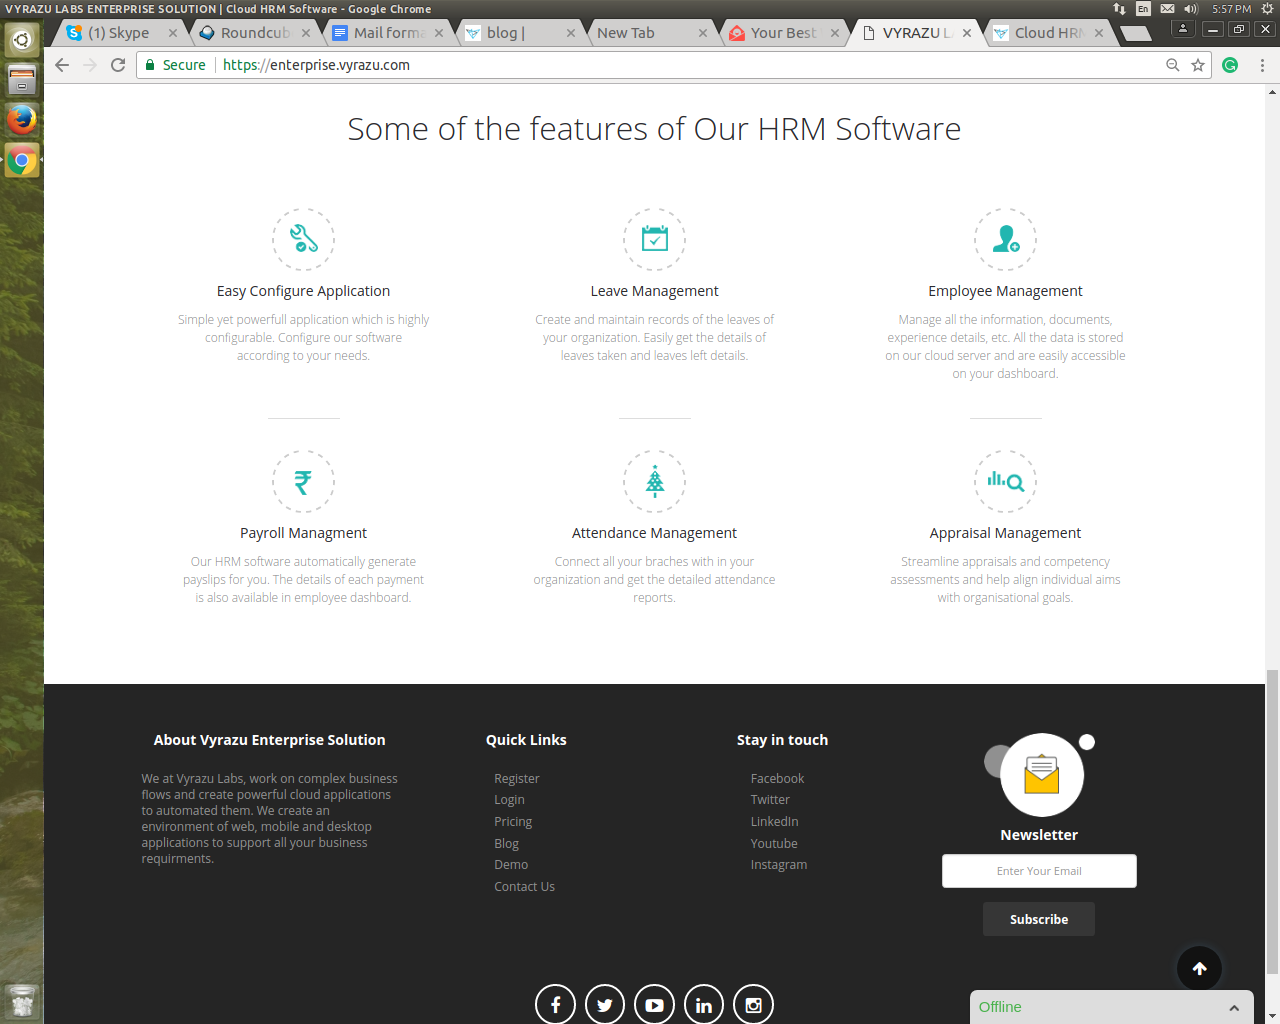 VYRAZU LABS ENTERPRISE SOLUTION | Cloud HRM Software - Google Chrome
En
5:57 PM
(1) Skype
Roundcub
Mail forma
blog |
New Tab
Your Best
VYRAZU L
Cloud HRM
Secure
https://enterprise.vyrazu.com
Some of the features of Our HRM Software
Easy Configure Application
Simple yet powerfull application which is highly
configurable. Configure our software
according to your needs.
Leave Management
Create and maintain records of the leaves of
your organization. Easily get the details of
leaves taken and leaves left details.
Employee Management
Manage all the information, documents,
experience details, etc. All the data is stored
on our cloud server and are easily accessible
on your dashboard.
Payroll Managment
Our HRM software automatically generate
payslips for you. The details of each payment
is also available in employee dashboard.
Attendance Management
Connect all your braches with in your
organization and get the detailed attendance
reports.
Appraisal Management
Streamline appraisals and competency
assessments and help align individual aims
with organisational goals.
About Vyrazu Enterprise Solution
We at Vyrazu Labs, work on complex business
flows and create powerful cloud applications
to automated them. We create an
environment of web, mobile and desktop
applications to support all your business
requirments.
Quick Links
Register
Login
Pricing
Blog
Demo
Contact Us
Stay in touch
Facebook
Twitter
LinkedIn
Youtube
Instagram
Newsletter
Enter Your Email
Subscribe
Offline